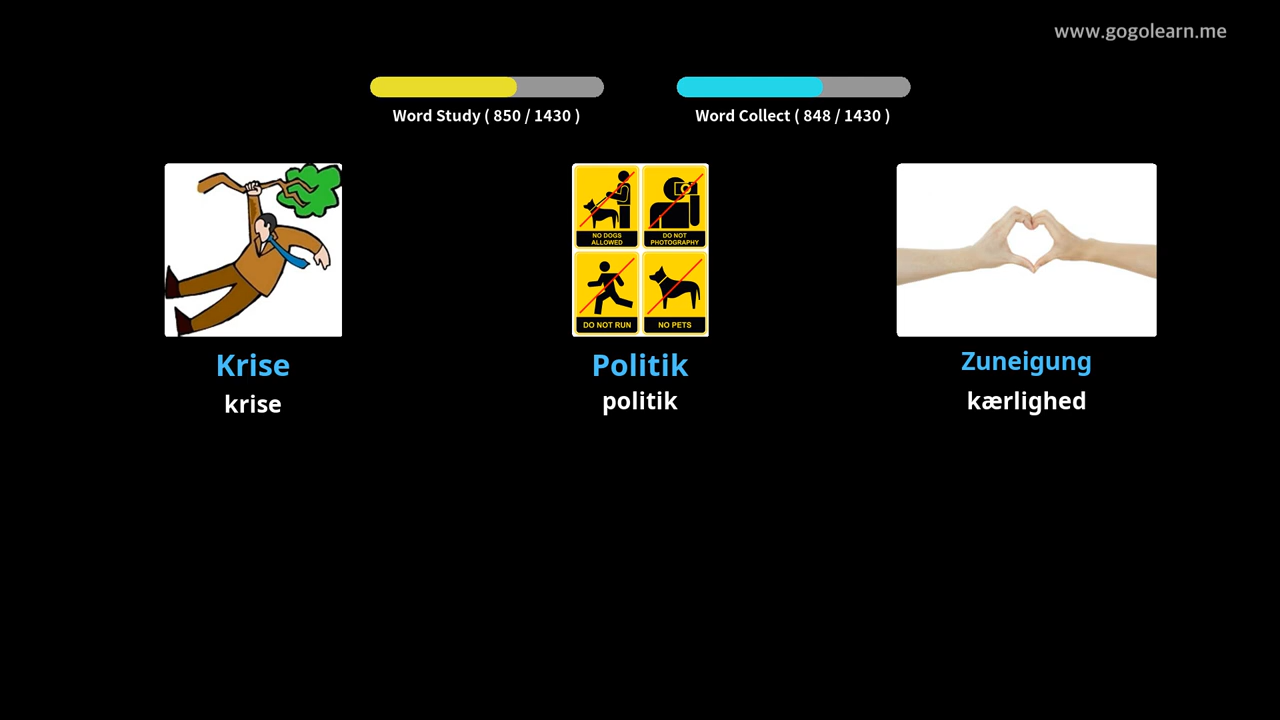 www.gogolearn.me
Word Study ( 850 / 1430 )
Word Collect ( 848 / 1430 )
NO DOGS
ALLOWED
DO NOT
PHOTOGRAPHY
DO NOT RUN
NO PETS
Krise
krise
Politik
politik
Zuneigung
kærlighed